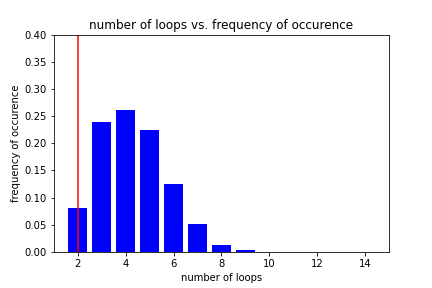 number of loops vs. frequency of occurence
0.40
0.35
0.30
0.25
0.20
0.15
0.10
0.05
0.00
frequency of occurence
2 4 6 8 10 12 14
number of loops